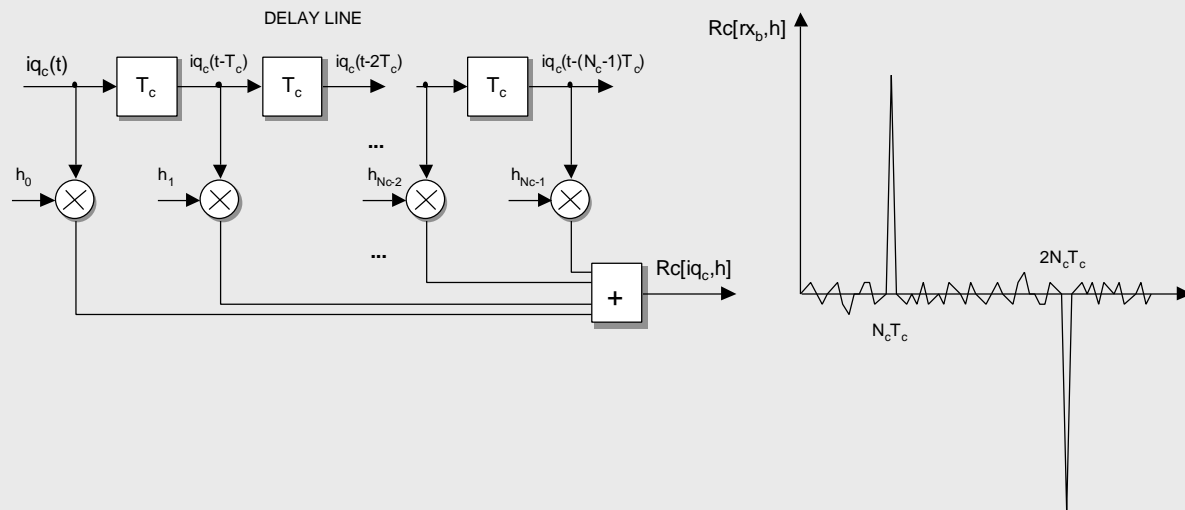 DELAY LINE
iq_c(t)
T_c
iq_c(t-T_c)
T_c
iq_c(t-2T_c)
T_c
iq_c(t-(N_c-1)T_c)
...
h_0
h_1
h_Nc-2
h_Nc-1
...
+
Rc[iq_c,h]
Rc[rx_b,h]
N_cT_c
2N_cT_c